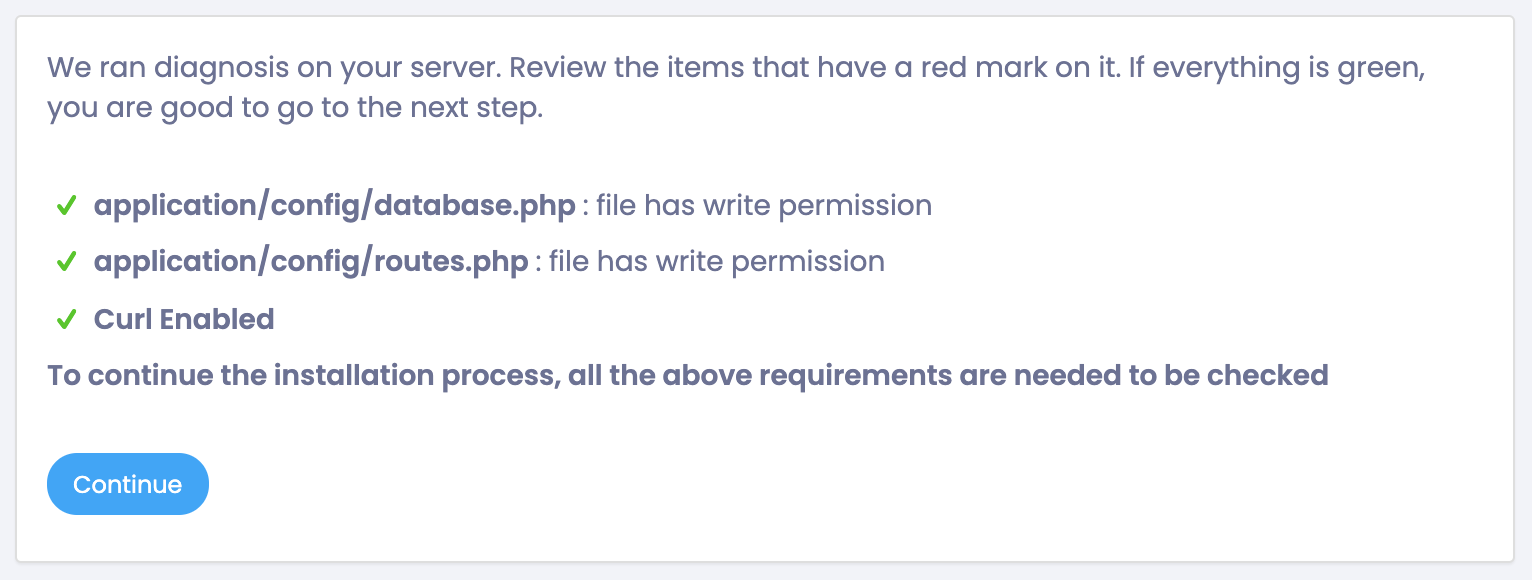 We ran diagnosis on your server. Review the items that have a red mark on it. If everything is green,
you are good to go to the next step.
application/config/database.php : file has write permission
application/config/routes.php : file has write permission
Curl Enabled
To continue the installation process, all the above requirements are needed to be checked
Continue